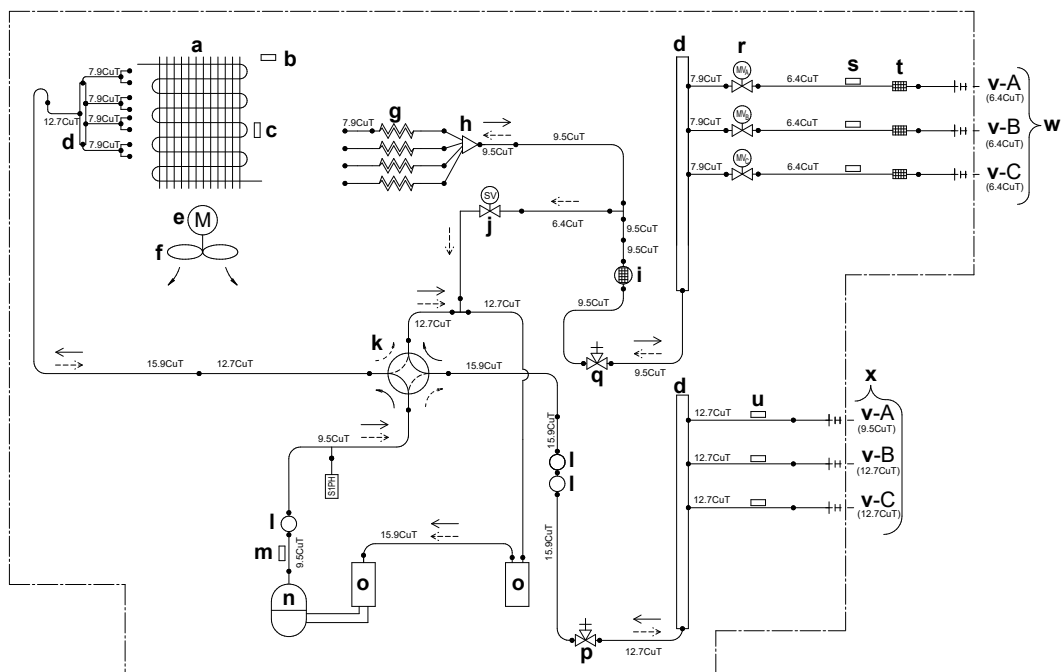 a
b
7.9CuT
7.9CuT
12.7CuT
7.9CuT
7.9CuT
d
c
e
M
f
7.9CuT
g
h
9.5CuT
9.5CuT
SV
j
6.4CuT
9.5CuT
9.5CuT
i
9.5CuT
q
9.5CuT
d
r
s
t
7.9CuT
MVA
6.4CuT
v-A
(6.4CuT)
7.9CuT
MVB
6.4CuT
v-B
(6.4CuT)
7.9CuT
MVC
6.4CuT
v-C
(6.4CuT)
w
12.7CuT
12.7CuT
k
15.9CuT
12.7CuT
15.9CuT
9.5CuT
S1PH
15.9CuT
l
l
l
m
9.5CuT
n
15.9CuT
o
o
15.9CuT
p
12.7CuT
d
u
x
12.7CuT
v-A
(9.5CuT)
12.7CuT
v-B
(12.7CuT)
12.7CuT
v-C
(12.7CuT)